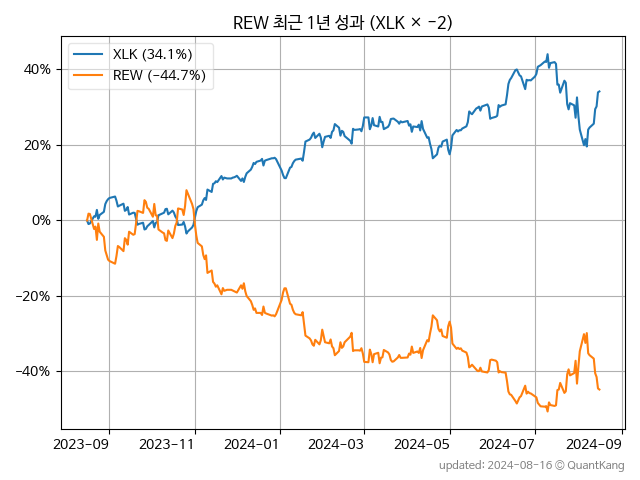 REW 최근 1년 성과 (XLK × −2)
XLK (34.1%)
REW (−44.7%)
40%
20%
0%
−20%
−40%
2023-09 2023-11 2024-01 2024-03 2024-05 2024-07 2024-09
updated: 2024-08-16 © QuantKang